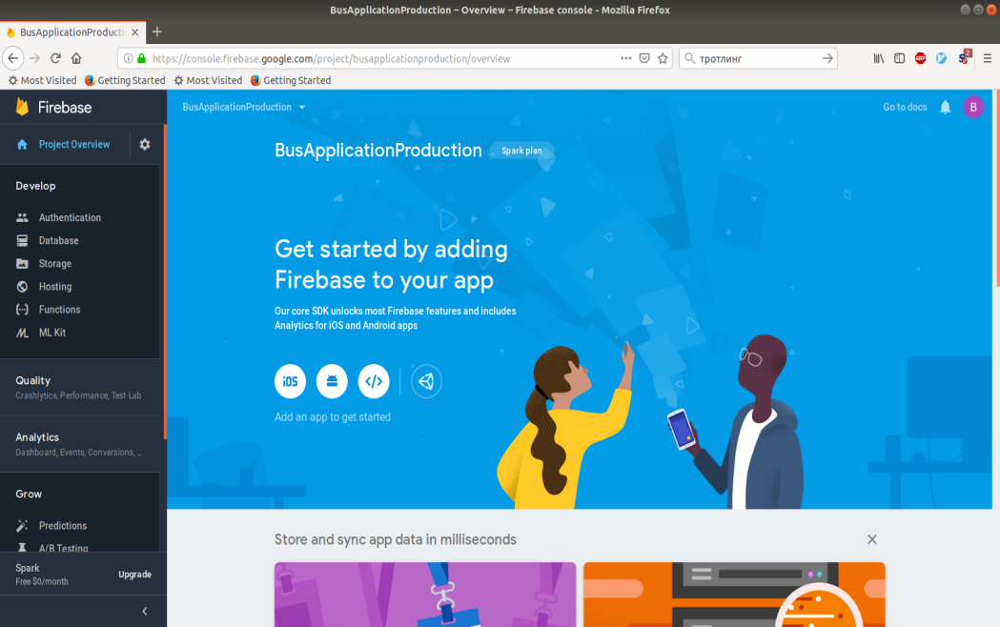 BusApplicationProduction – Overview – Firebase console - Mozilla Firefox
BusApplicationProducti
https://console.firebase.google.com/project/busapplicationproduction/overview
тротлинг
ABP
2
Most Visited
Getting Started
Most Visited
Getting Started
Firebase
BusApplicationProduction
Go to docs
B
Project Overview
BusApplicationProduction
Spark plan
Develop
Authentication
Database
Storage
Hosting
Functions
ML Kit
Get started by adding
Firebase to your app
Our core SDK unlocks most Firebase features and includes
Analytics for iOS and Android apps
iOS
Add an app to get started
Quality
Crashlytics, Performance, Test Lab
Analytics
Dashboard, Events, Conversions, ...
Grow
Predictions
A/B Testing
Spark
Free $0/month
Upgrade
Store and sync app data in milliseconds